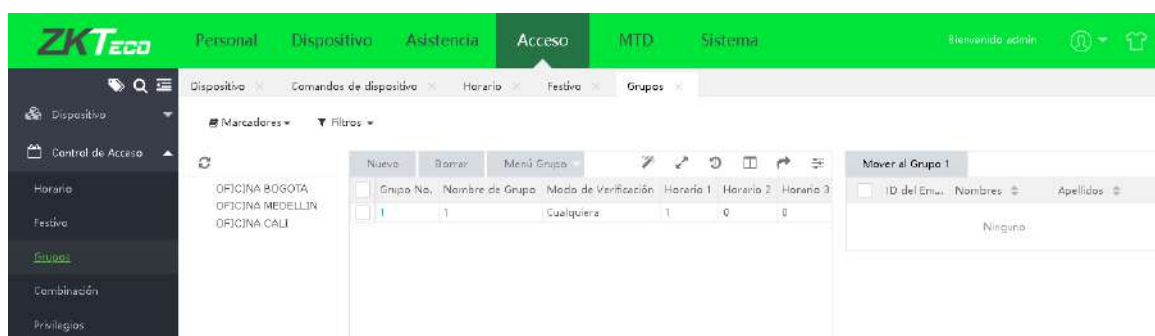 ZKTECO
Personal Dispositivo Asistencia Acceso MTD Sistema Bienvenido admin
Dispositivo Comandos de dispositivo Horario Festivo Grupos
Dispositivo
Marcadores Filtros
Control de Acceso
Nuevo Borrar Menú Grupo Mover al Grupo 1
Horario
OFICINA BOGOTA
OFICINA MEDELLIN
OFICINA CALI
Grupo No. Nombre de Grupo Modo de Verificación Horario 1 Horario 2 Horario 3
1 1 Cualquiera 1 0 0
ID del Em... Nombres Apellidos
Ninguno
Festivo
Grupos
Combinación
Privilegios